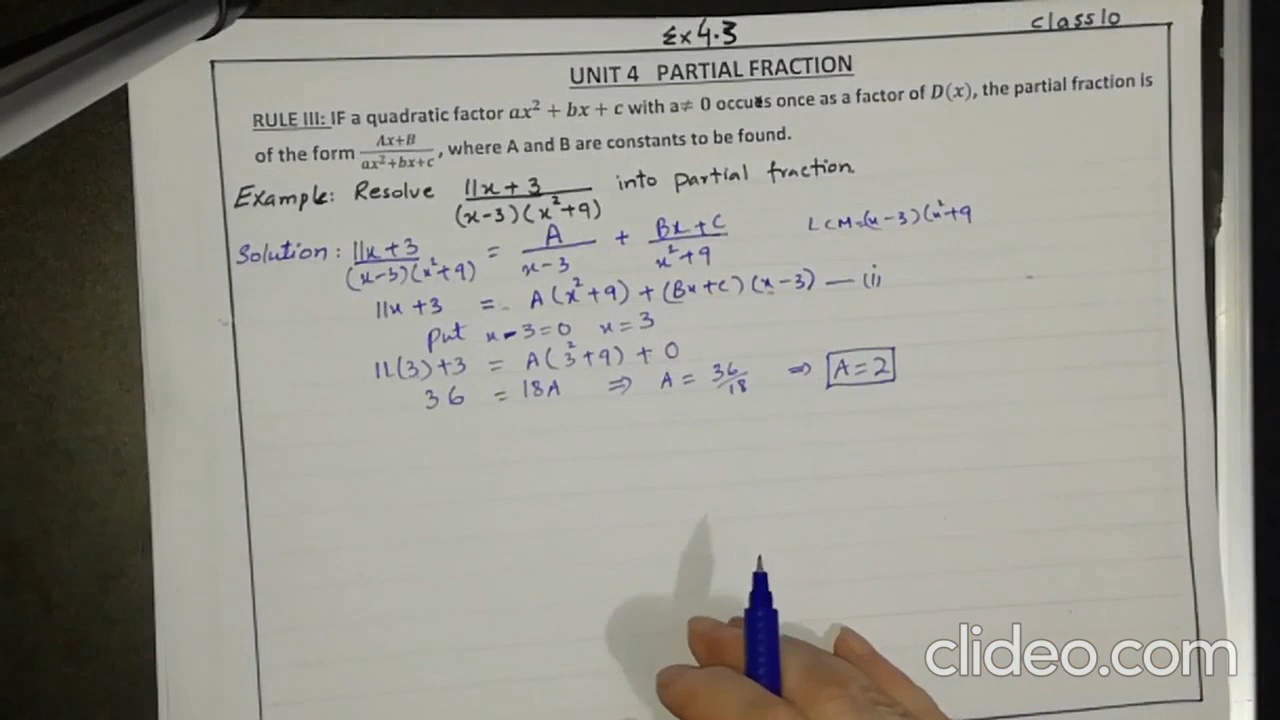 Ex 4.3
class 10
UNIT 4 PARTIAL FRACTION
RULE III: IF a quadratic factor ax² + bx + c with a≠ 0 occurs once as a factor of D(x), the partial fraction is
of the form Ax+B/ax²+bx+c, where A and B are constants to be found.
Example: Resolve 11x + 3/(x-3)(x²+9) into partial fraction.
Solution: 11x+3/(x-3)(x²+9) = A/x-3 + Bx+C/x²+9 LCM=(x-3)(x²+9
11x+3 = A(x²+9)+(Bx+C)(x-3) — (i)
Put x-3=0 x=3
11(3)+3 = A(3²+9)+0
36 = 18A ⇒ A = 36/18 ⇒ A=2
clideo.com